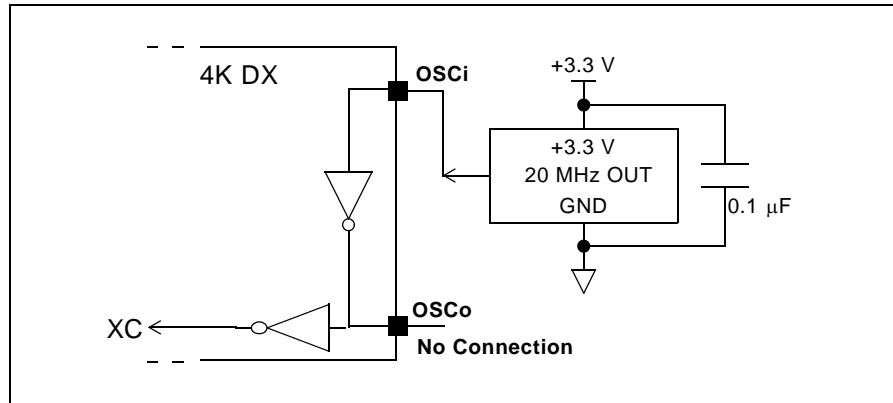 4K DX
OSCi
+3.3 V
+3.3 V
20 MHz OUT
GND
0.1 μF
OSCo
XC
No Connection